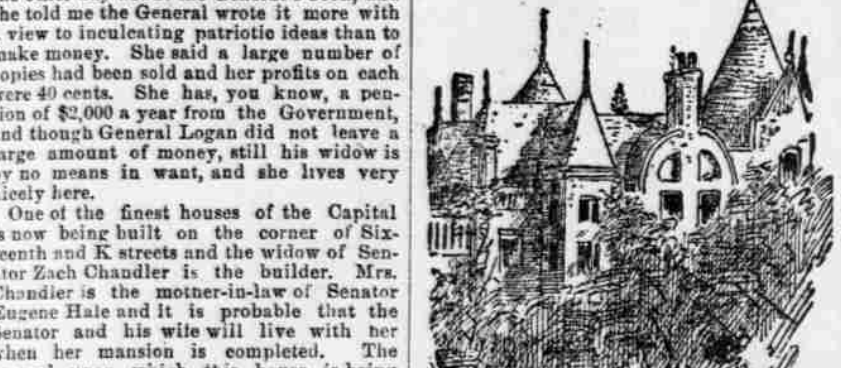 he told me the General wrote it more with
view to inculcating patriotic ideas than to
make money. She said a large number of
copies had been sold and her profits on each
were 40 cents. She has, you know, a pen-
sion of $2,000 a year from the Government,
and though General Logan did not leave a
large amount of money, still his widow is
by no means in want, and she lives very
nicely here.
One of the finest houses of the Capital
is now being built on the corner of Six-
teenth and K streets and the widow of Sen-
ator Zach Chandler is the builder. Mrs.
Chandler is the motner-in-law of Senator
Eugene Hale and it is probable that the
Senator and his wife will live with her
when her mansion is completed. The